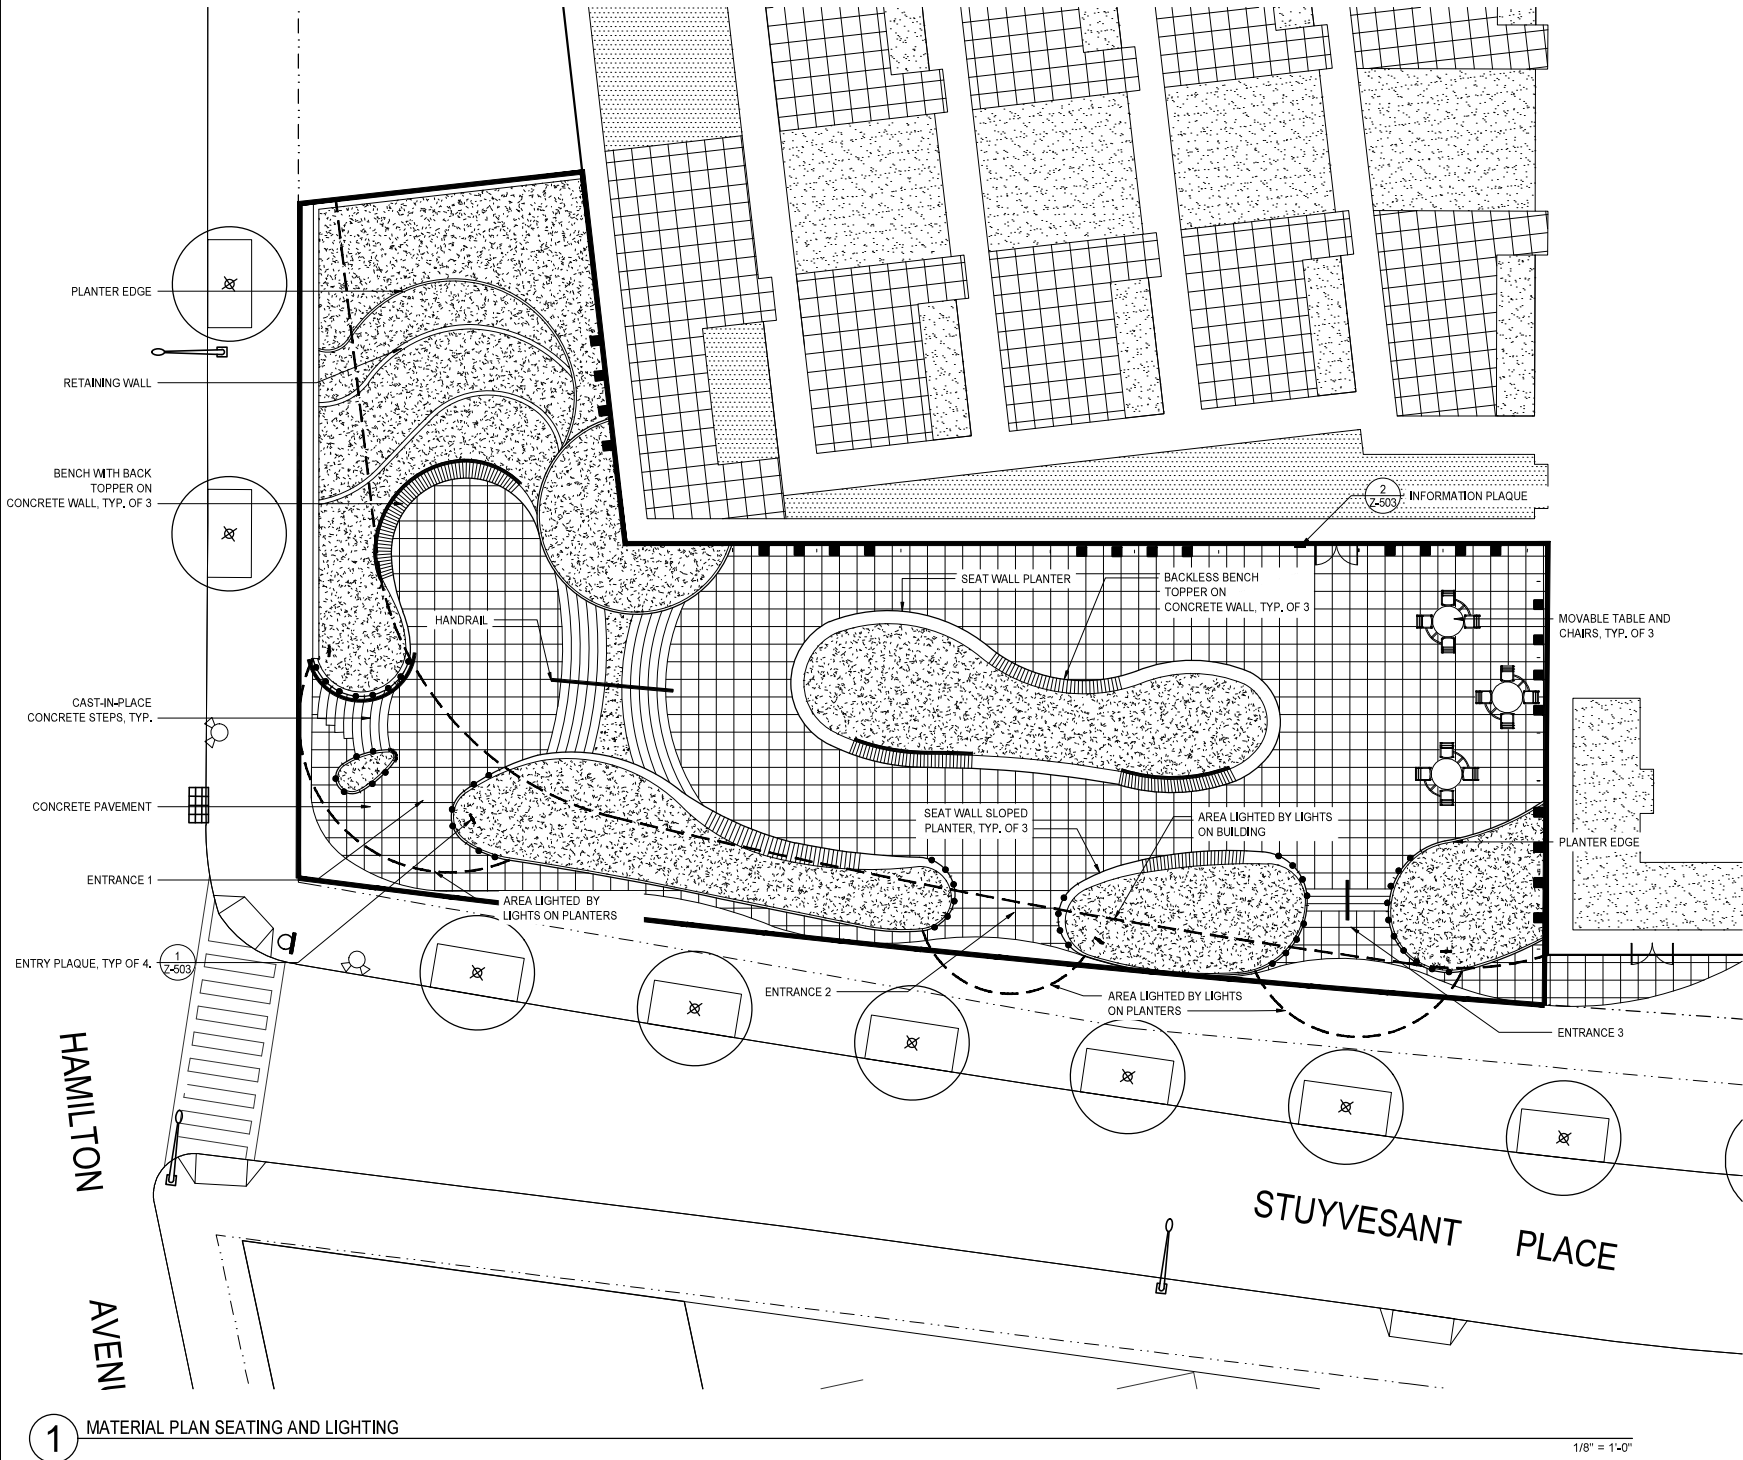 PLANTER EDGE
RETAINING WALL
BENCH WITH BACK
TOPPER ON
CONCRETE WALL, TYP. OF 3
2
Z-503
INFORMATION PLAQUE
SEAT WALL PLANTER
BACKLESS BENCH
TOPPER ON
CONCRETE WALL, TYP. OF 3
HANDRAIL
MOVABLE TABLE AND
CHAIRS, TYP. OF 3
CAST-IN-PLACE
CONCRETE STEPS, TYP.
CONCRETE PAVEMENT
SEAT WALL SLOPED
PLANTER, TYP. OF 3
AREA LIGHTED BY LIGHTS
ON BUILDING
PLANTER EDGE
ENTRANCE 1
AREA LIGHTED BY
LIGHTS ON PLANTERS
ENTRY PLAQUE, TYP OF 4.
1
Z-503
ENTRANCE 2
AREA LIGHTED BY LIGHTS
ON PLANTERS
ENTRANCE 3
HAMILTON
AVENU
STUYVESANT PLACE
1
MATERIAL PLAN SEATING AND LIGHTING
1/8" = 1'-0"